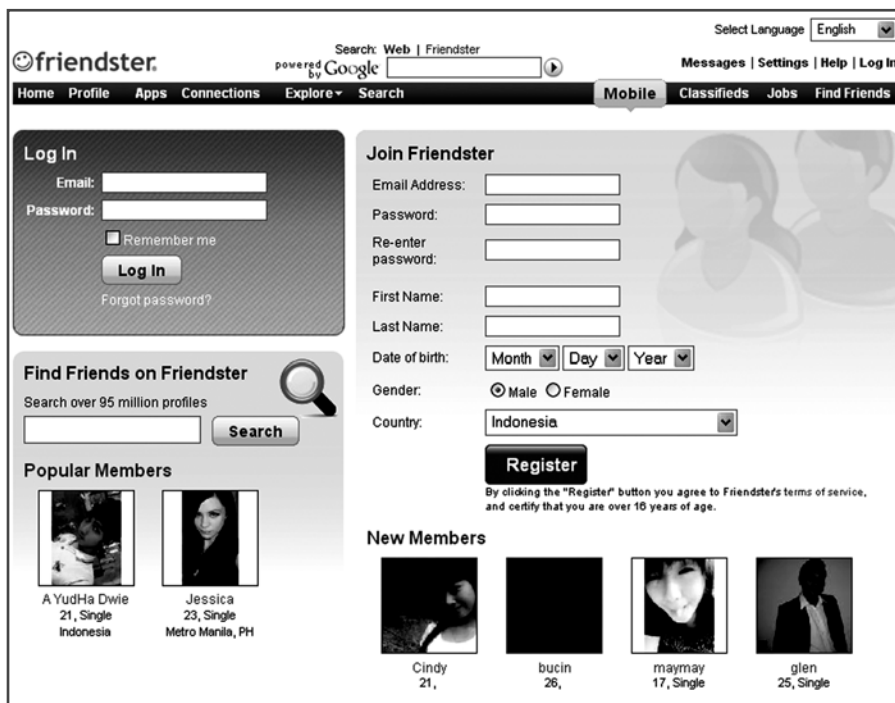 Select Language English
friendster.
Search: Web | Friendster
powered by Google
Messages | Settings | Help | Log In
Home Profile Apps Connections Explore Search Mobile Classifieds Jobs Find Friends
Log In
Email:
Password:
Remember me
Log In
Forgot password?
Find Friends on Friendster
Search over 95 million profiles
Search
Popular Members
A YudHa Dwie
21, Single
Indonesia
Jessica
23, Single
Metro Manila, PH
Join Friendster
Email Address:
Password:
Re-enter
password:
First Name:
Last Name:
Date of birth: Month Day Year
Gender: Male Female
Country: Indonesia
Register
By clicking the "Register" button you agree to Friendster's terms of service,
and certify that you are over 16 years of age.
New Members
Cindy
21,
bucin
26,
maymay
17, Single
glen
25, Single